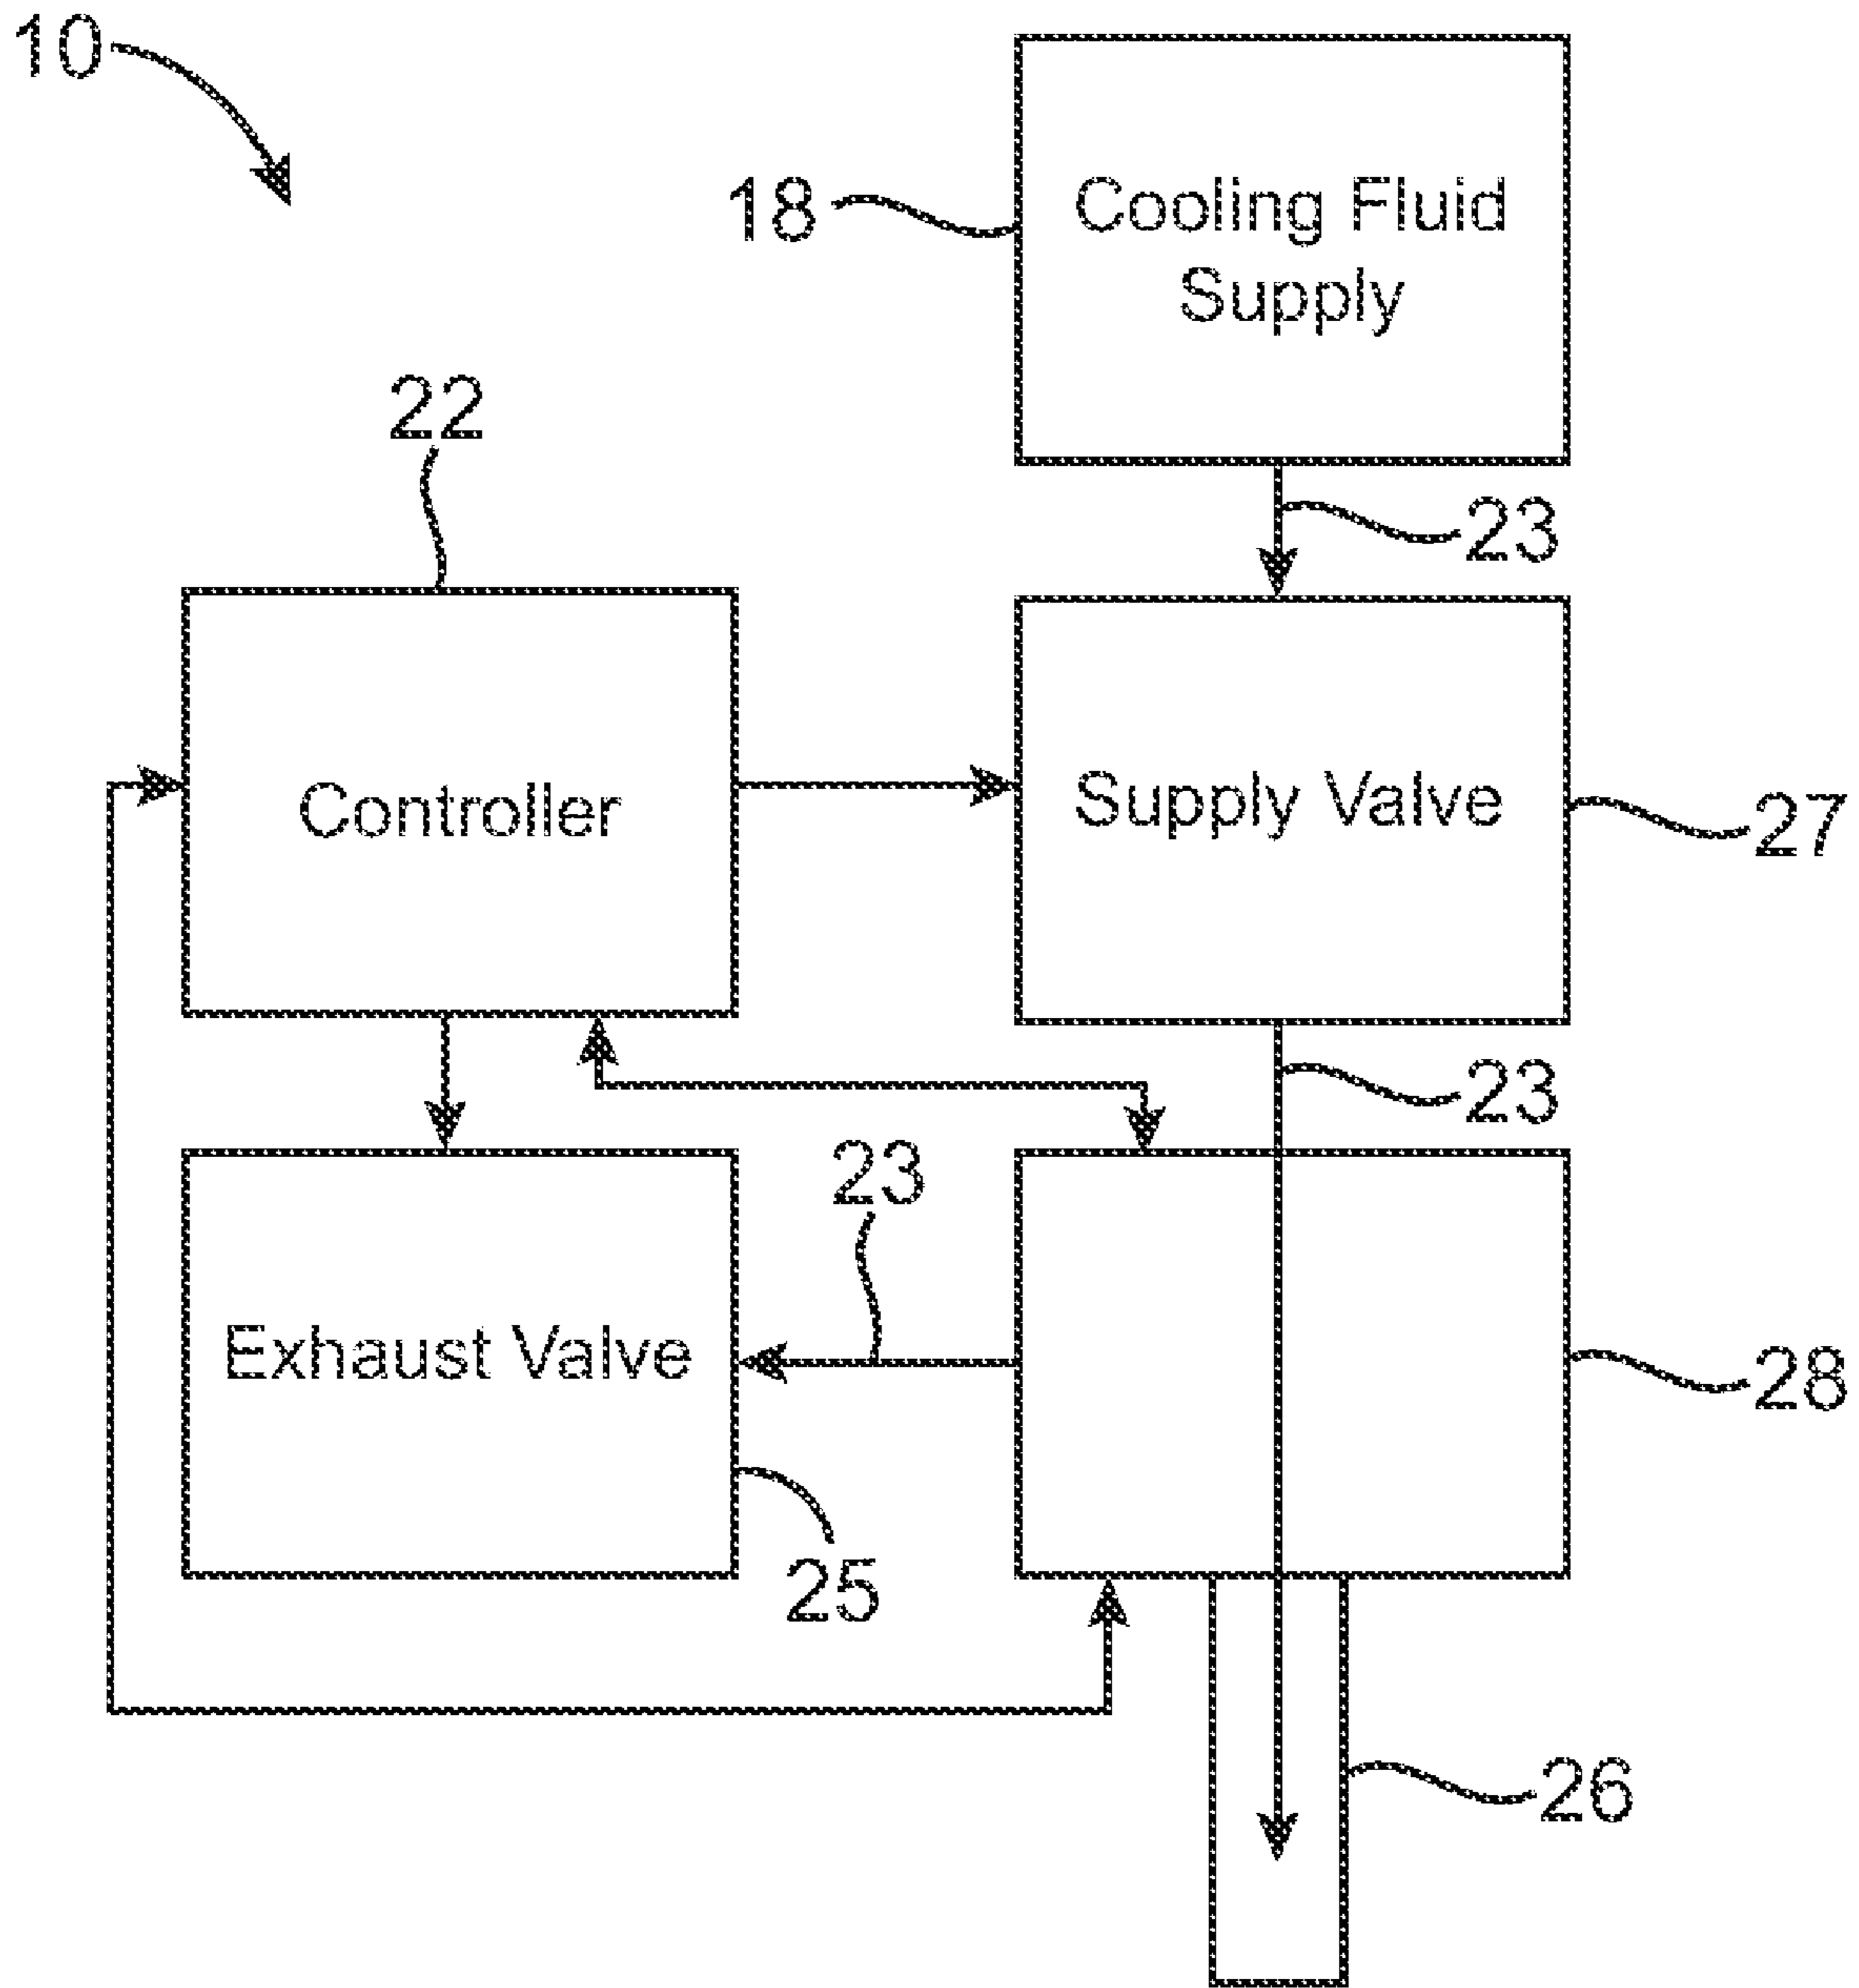 10
18
Cooling Fluid
Supply
22
23
Controller
Supply Valve
27
23
23
Exhaust Valve
28
25
26